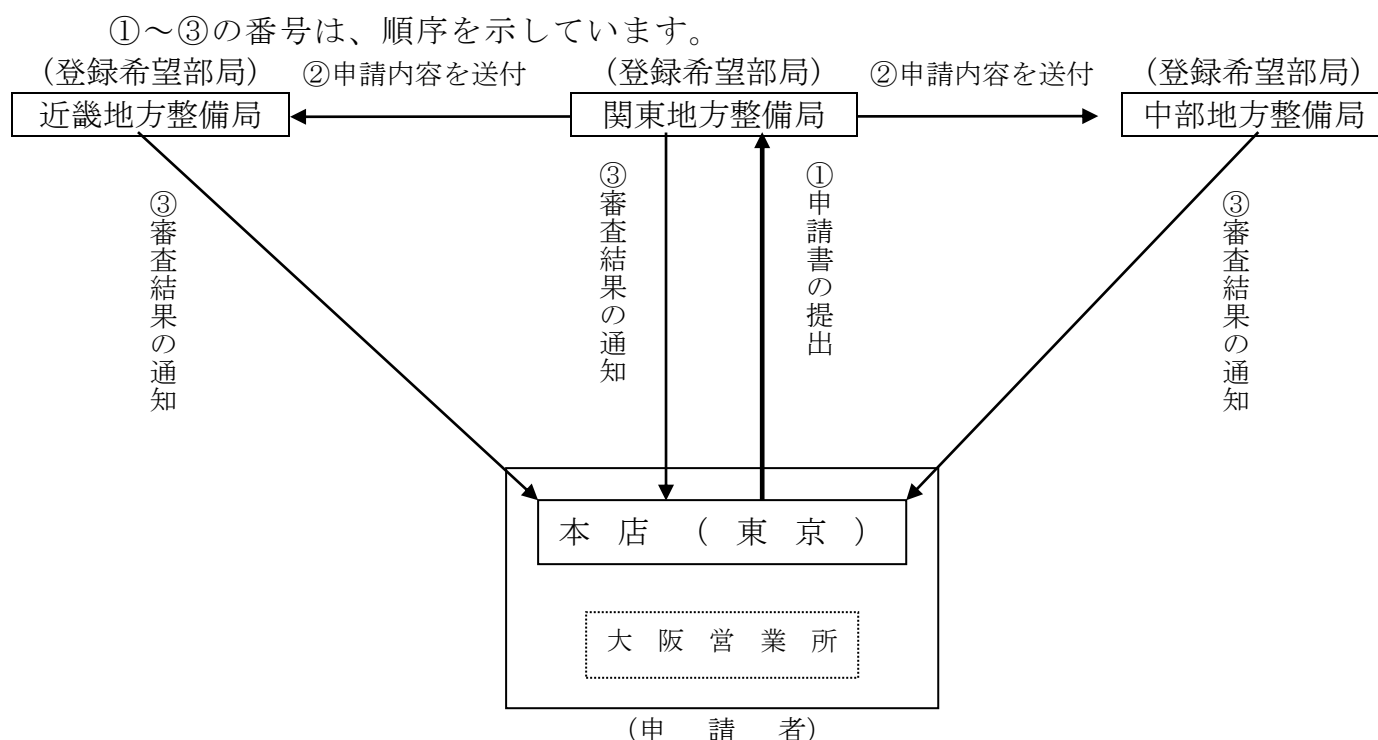 ①~③の番号は、順序を示しています。
(登録希望部局)
②申請内容を送付
(登録希望部局)
②申請内容を送付
(登録希望部局)
近畿地方整備局
関東地方整備局
中部地方整備局
③審査結果の通知
③審査結果の通知
①申請書の提出
③審査結果の通知
本店(東京)
大阪営業所
(申請者)